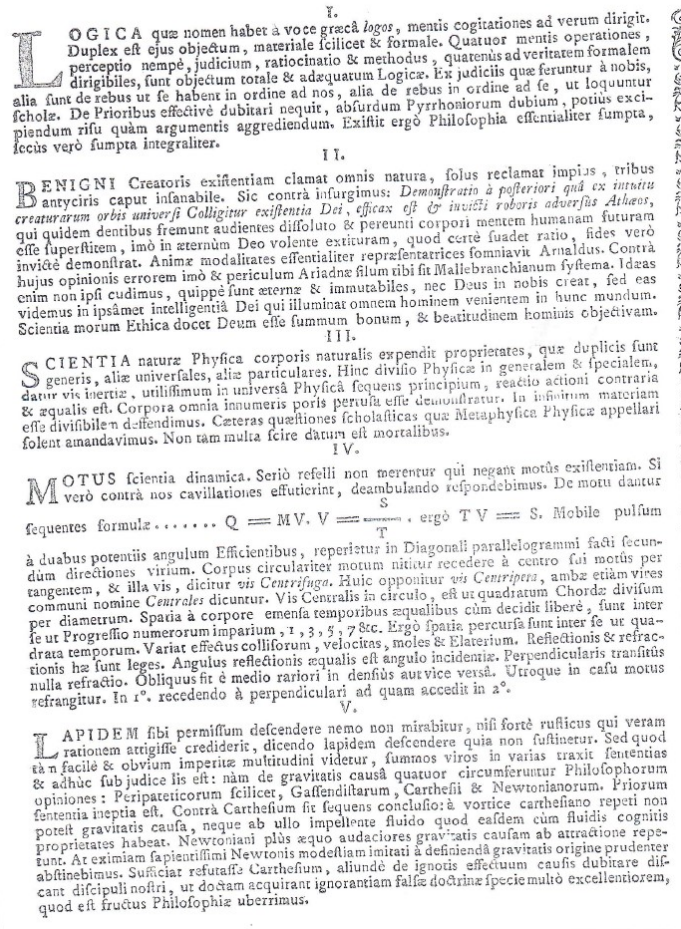 I.
LOGICA quæ nomen habet à voce græcâ logos, mentis cogitationes ad verum dirigit.
Duplex est ejus objectum, materiale scilicet & formale. Quatuor mentis operationes,
perceptio nempè, judicium, ratiocinatio & methodus, quatenùs ad veritatem formalem
dirigibiles, sunt objectum totale & adæquatum Logicæ. Ex judiciis quæ feruntur à nobis,
alia sunt de rebus ut se habent in ordine ad nos, alia de rebus in ordine ad se, ut loquuntur
scholæ. De Prioribus effectivè dubitari nequit, absurdum Pyrrhoniorum dubium, potiùs exci-
piendum risu quàm argumentis aggrediendum. Existit ergò Philosophia essentialiter sumpta,
secùs verò sumpta integraliter.
II.
BENIGNI Creatoris existentiam clamat omnis natura, solus reclamat impius, tribus
antyciris caput insanabile. Sic contrà insurgimus: Demonstratio à posteriori quâ ex intuitu
creaturarum orbis universi Colligitur existentia Dei, efficax est & invicti roboris adversùs Atheos,
qui quidem dentibus fremunt audientes dissoluto & pereunti corpori mentem humanam futuram
esse superstitem, imò in æternùm Deo volente extituram, quod certè suadet ratio, fides verò
invictè demonstrat. Animæ modalitates essentialiter repræsentatrices somniavit Arnaldus. Contrà
hujus opinionis errorem imò & periculum Ariadnæ filum tibi sit Mallebranchianum systema. Idæas
enim non ipsi cudimus, quippè sunt æternæ & immutabiles, nec Deus in nobis creat, sed eas
videmus in ipsâmet intelligentiâ Dei qui illuminat omnem hominem venientem in hunc mundum.
Scientia morum Ethica docet Deum esse summum bonum, & beatitudinem hominis objectivam.
III.
SCIENTIA naturæ Physica corporis naturalis expendit proprietates, quæ duplicis sunt
generis, aliæ universales, aliæ particulares. Hinc divisio Physicæ in generalem & specialem,
datur vis inertiæ, utilissimum in universâ Physicâ sequens principium, reactio actioni contraria
& æqualis est. Corpora omnia innumeris poris pertusa esse demonstratur. In infinitum materiam
esse divisibilem deffendimus. Cæteras quæstiones scholasticas quæ Metaphysica Physicæ appellari
solent amandavimus. Non tam multa scire datum est mortalibus.
IV.
MOTUS scientia dinamica. Seriò refelli non merentur qui negant motûs existentiam. Si
verò contrà nos cavillationes effutierint, deambulando respondebimus. De motu dantur
sequentes formulæ....... Q = MV. V = S/T. ergò TV = S. Mobile pulsum
à duabus potentiis angulum Efficientibus, reperietur in Diagonali parallelogrammi facti secun-
dùm directiones virium. Corpus circulariter motum nititur recedere à centro sui motûs per
tangentem, & illa vis, dicitur vis Centrifuga. Huic opponitur vis Centripeta, ambæ etiàm vires
communi nomine Centrales dicuntur. Vis Centralis in circulo, est ut quadratum Chordæ divisum
per diametrum. Spatia à corpore emensa temporibus æqualibus cùm decidit liberè, sunt inter
se ut Progressio numerorum imparium, 1, 3, 5, 7 &c. Ergò spatia percursa sunt inter se ut qua-
drata temporum. Variat effectus collisorum, velocitas, moles & Elaterium. Reflectionis & refrac-
tionis hæ sunt leges. Angulus reflectionis æqualis est angulo incidentiæ. Perpendicularis transitûs
nulla refractio. Obliquus fit è medio rariori in densiùs aut vice versâ. Utroque in casu motus
refrangitur. In 1°. recedendo à perpendiculari ad quam accedit in 2°.
V.
LAPIDEM sibi permissum descendere nemo non mirabitur, nisi fortè rusticus qui veram
rationem attigisse crediderit, dicendo lapidem descendere quia non sustinetur. Sed quod
tàm facilè & obvium imperitæ multitudini videtur, summos viros in varias traxit sententias
& adhuc sub judice lis est: nàm de gravitatis causâ quatuor circumferuntur Philosophorum
opiniones: Peripateticorum scilicet, Gassendistarum, Carthesii & Newtonianorum. Priorum
sententia ineptia est. Contrà Carthesium sit sequens conclusio: à vortice carthesiano repeti non
potest gravitatis causa, neque ab ullo impellente fluido quod easdem cùm fluidis cognitis
proprietates habeat. Newtoniani plùs æquo audaciores gravitatis causam ab attractione repe-
tunt. At eximiam sapientissimi Newtonis modestiam imitati à definiendâ gravitatis origine prudenter
abstinebimus. Sufficiat refutasse Carthesium, aliundè de ignotis effectuum causis dubitare dis-
cant discipuli nostri, ut doctam acquirant ignorantiam falsæ doctrinæ specie multò excellentiorem,
quod est fructus Philosophiæ uberrimus.